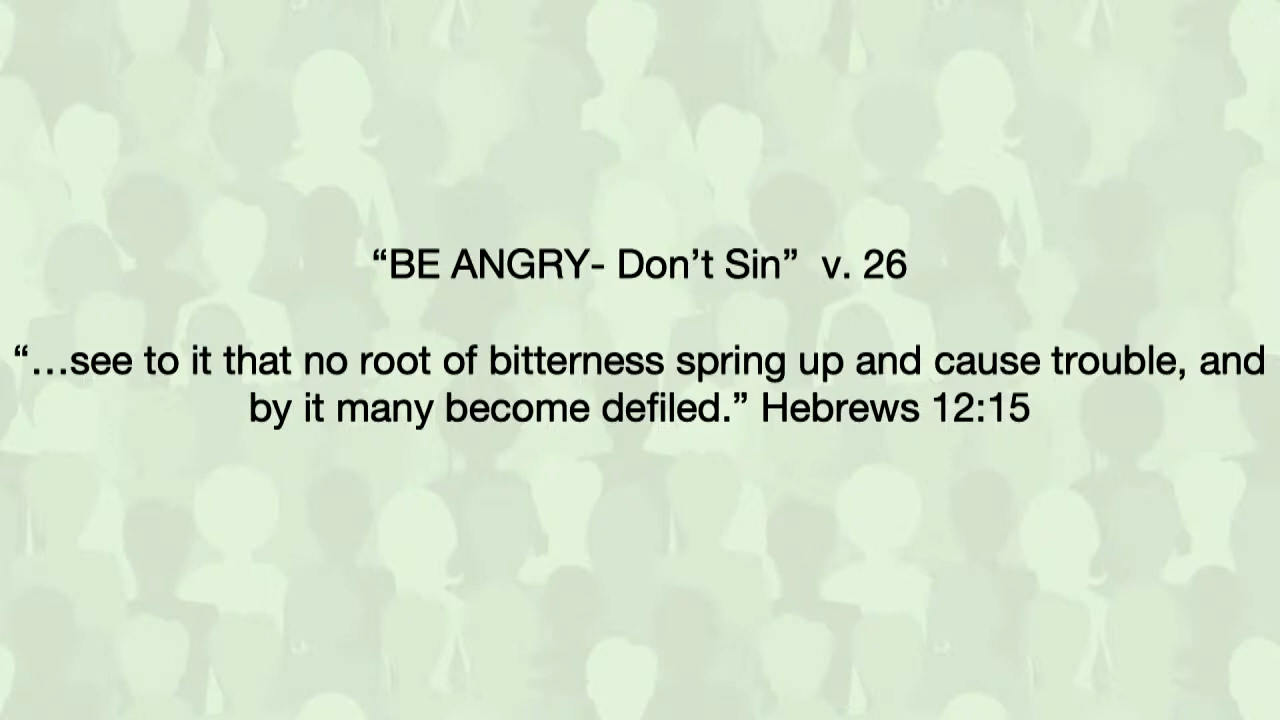 “BE ANGRY- Don’t Sin”  v. 26
“…see to it that no root of bitterness spring up and cause trouble, and
by it many become defiled.” Hebrews 12:15